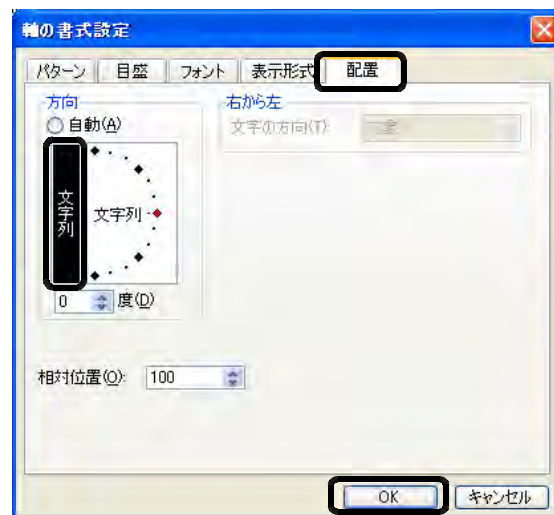 軸の書式設定
パターン 目盛 フォント 表示形式 配置
方向
自動(A)
文字列
文字列
0 度(D)
右から左
文字の方向(T):
相対位置(O): 100
OK キャンセル